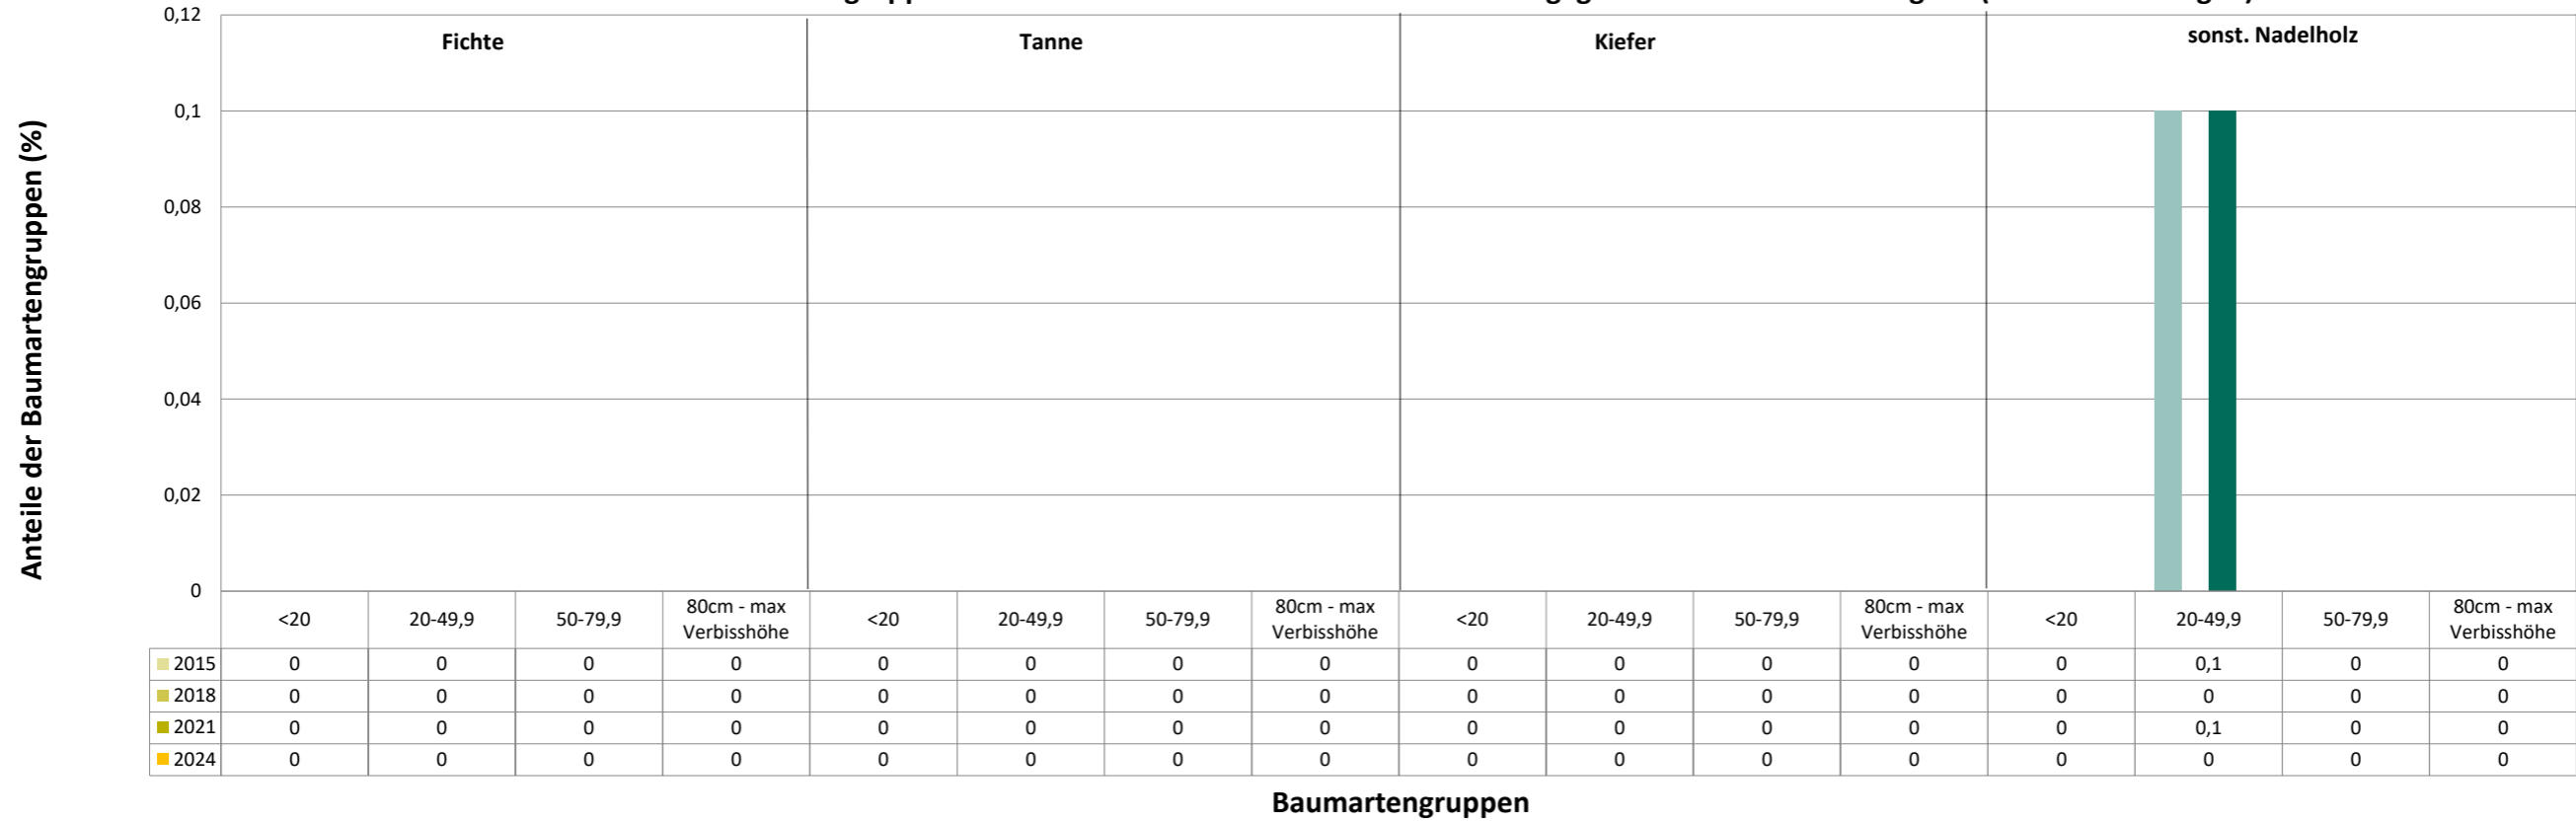 0,12
Fichte Tanne Kiefer sonst. Nadelholz
0,1
0,08
0,06
0,04
0,02
0
Anteile der Baumartengruppen (%)
<20 20-49,9 50-79,9 80cm - max Verbisshöhe <20 20-49,9 50-79,9 80cm - max Verbisshöhe <20 20-49,9 50-79,9 80cm - max Verbisshöhe <20 20-49,9 50-79,9 80cm - max Verbisshöhe
2015 0 0 0 0 0 0 0 0 0 0 0 0 0 0,1 0 0
2018 0 0 0 0 0 0 0 0 0 0 0 0 0 0 0 0
2021 0 0 0 0 0 0 0 0 0 0 0 0 0 0,1 0 0
2024 0 0 0 0 0 0 0 0 0 0 0 0 0 0 0 0
Baumartengruppen